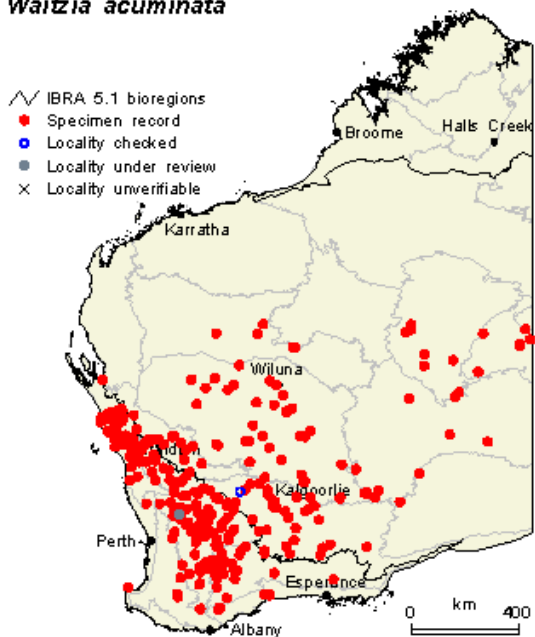 Waitzia acuminata
IBRA 5.1 bioregions
Specimen record
Locality checked
Locality under review
Locality unverifiable
Broome
Halls Creek
Karratha
Wiluna
Kalgoorlie
Perth
Esperance
Albany
km
0 400